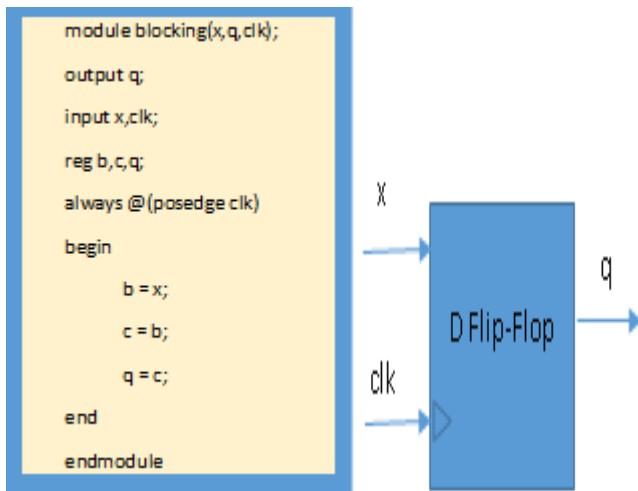 module blocking(x,q,clk);
output q;
input x,clk;
reg b,c,q;
always @(posedge clk)
begin
b = x;
c = b;
q = c;
end
endmodule
x
clk
D Flip-Flop
q